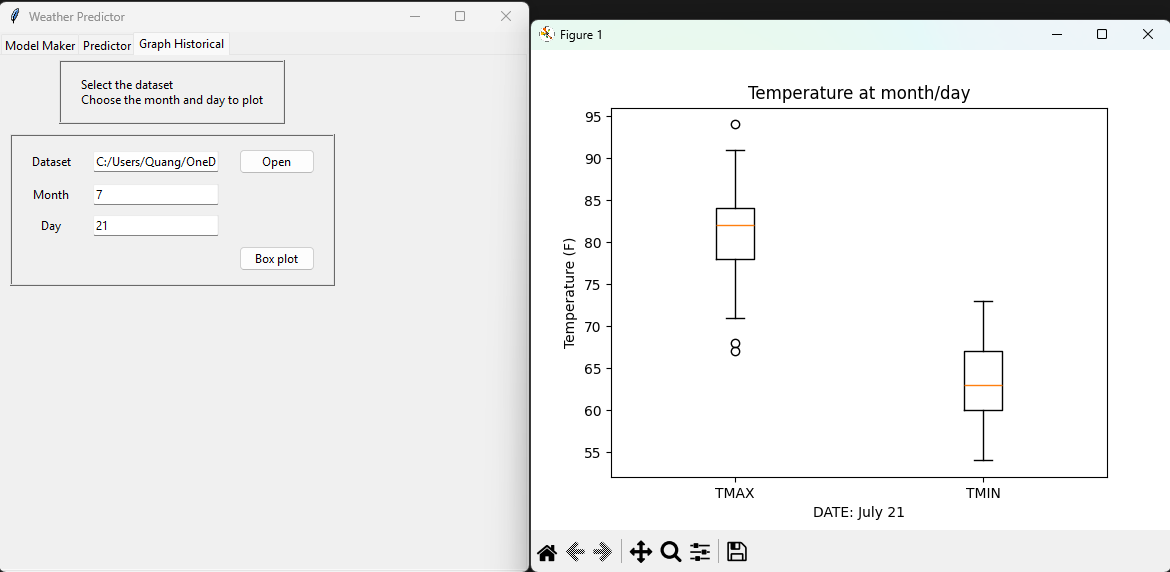 Weather Predictor
Model Maker Predictor Graph Historical
Select the dataset
Choose the month and day to plot
Dataset C:/Users/Quang/OneD Open
Month 7
Day 21
Box plot
Figure 1
Temperature at month/day
95
90
85
80
75
70
65
60
55
Temperature (F)
TMAX TMIN
DATE: July 21